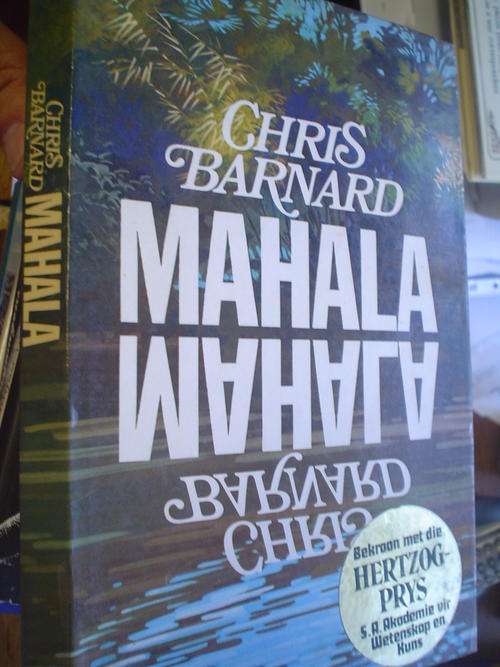 CHRIS
BARNARD
MAHALA
CHRIS
BARNARD
MAHALA
MAHALA
BARNARD
CHRIS
Bekroon met die
HERTZOG-
PRYS
S.A. Akademie vir
Wetenskap en
Kuns